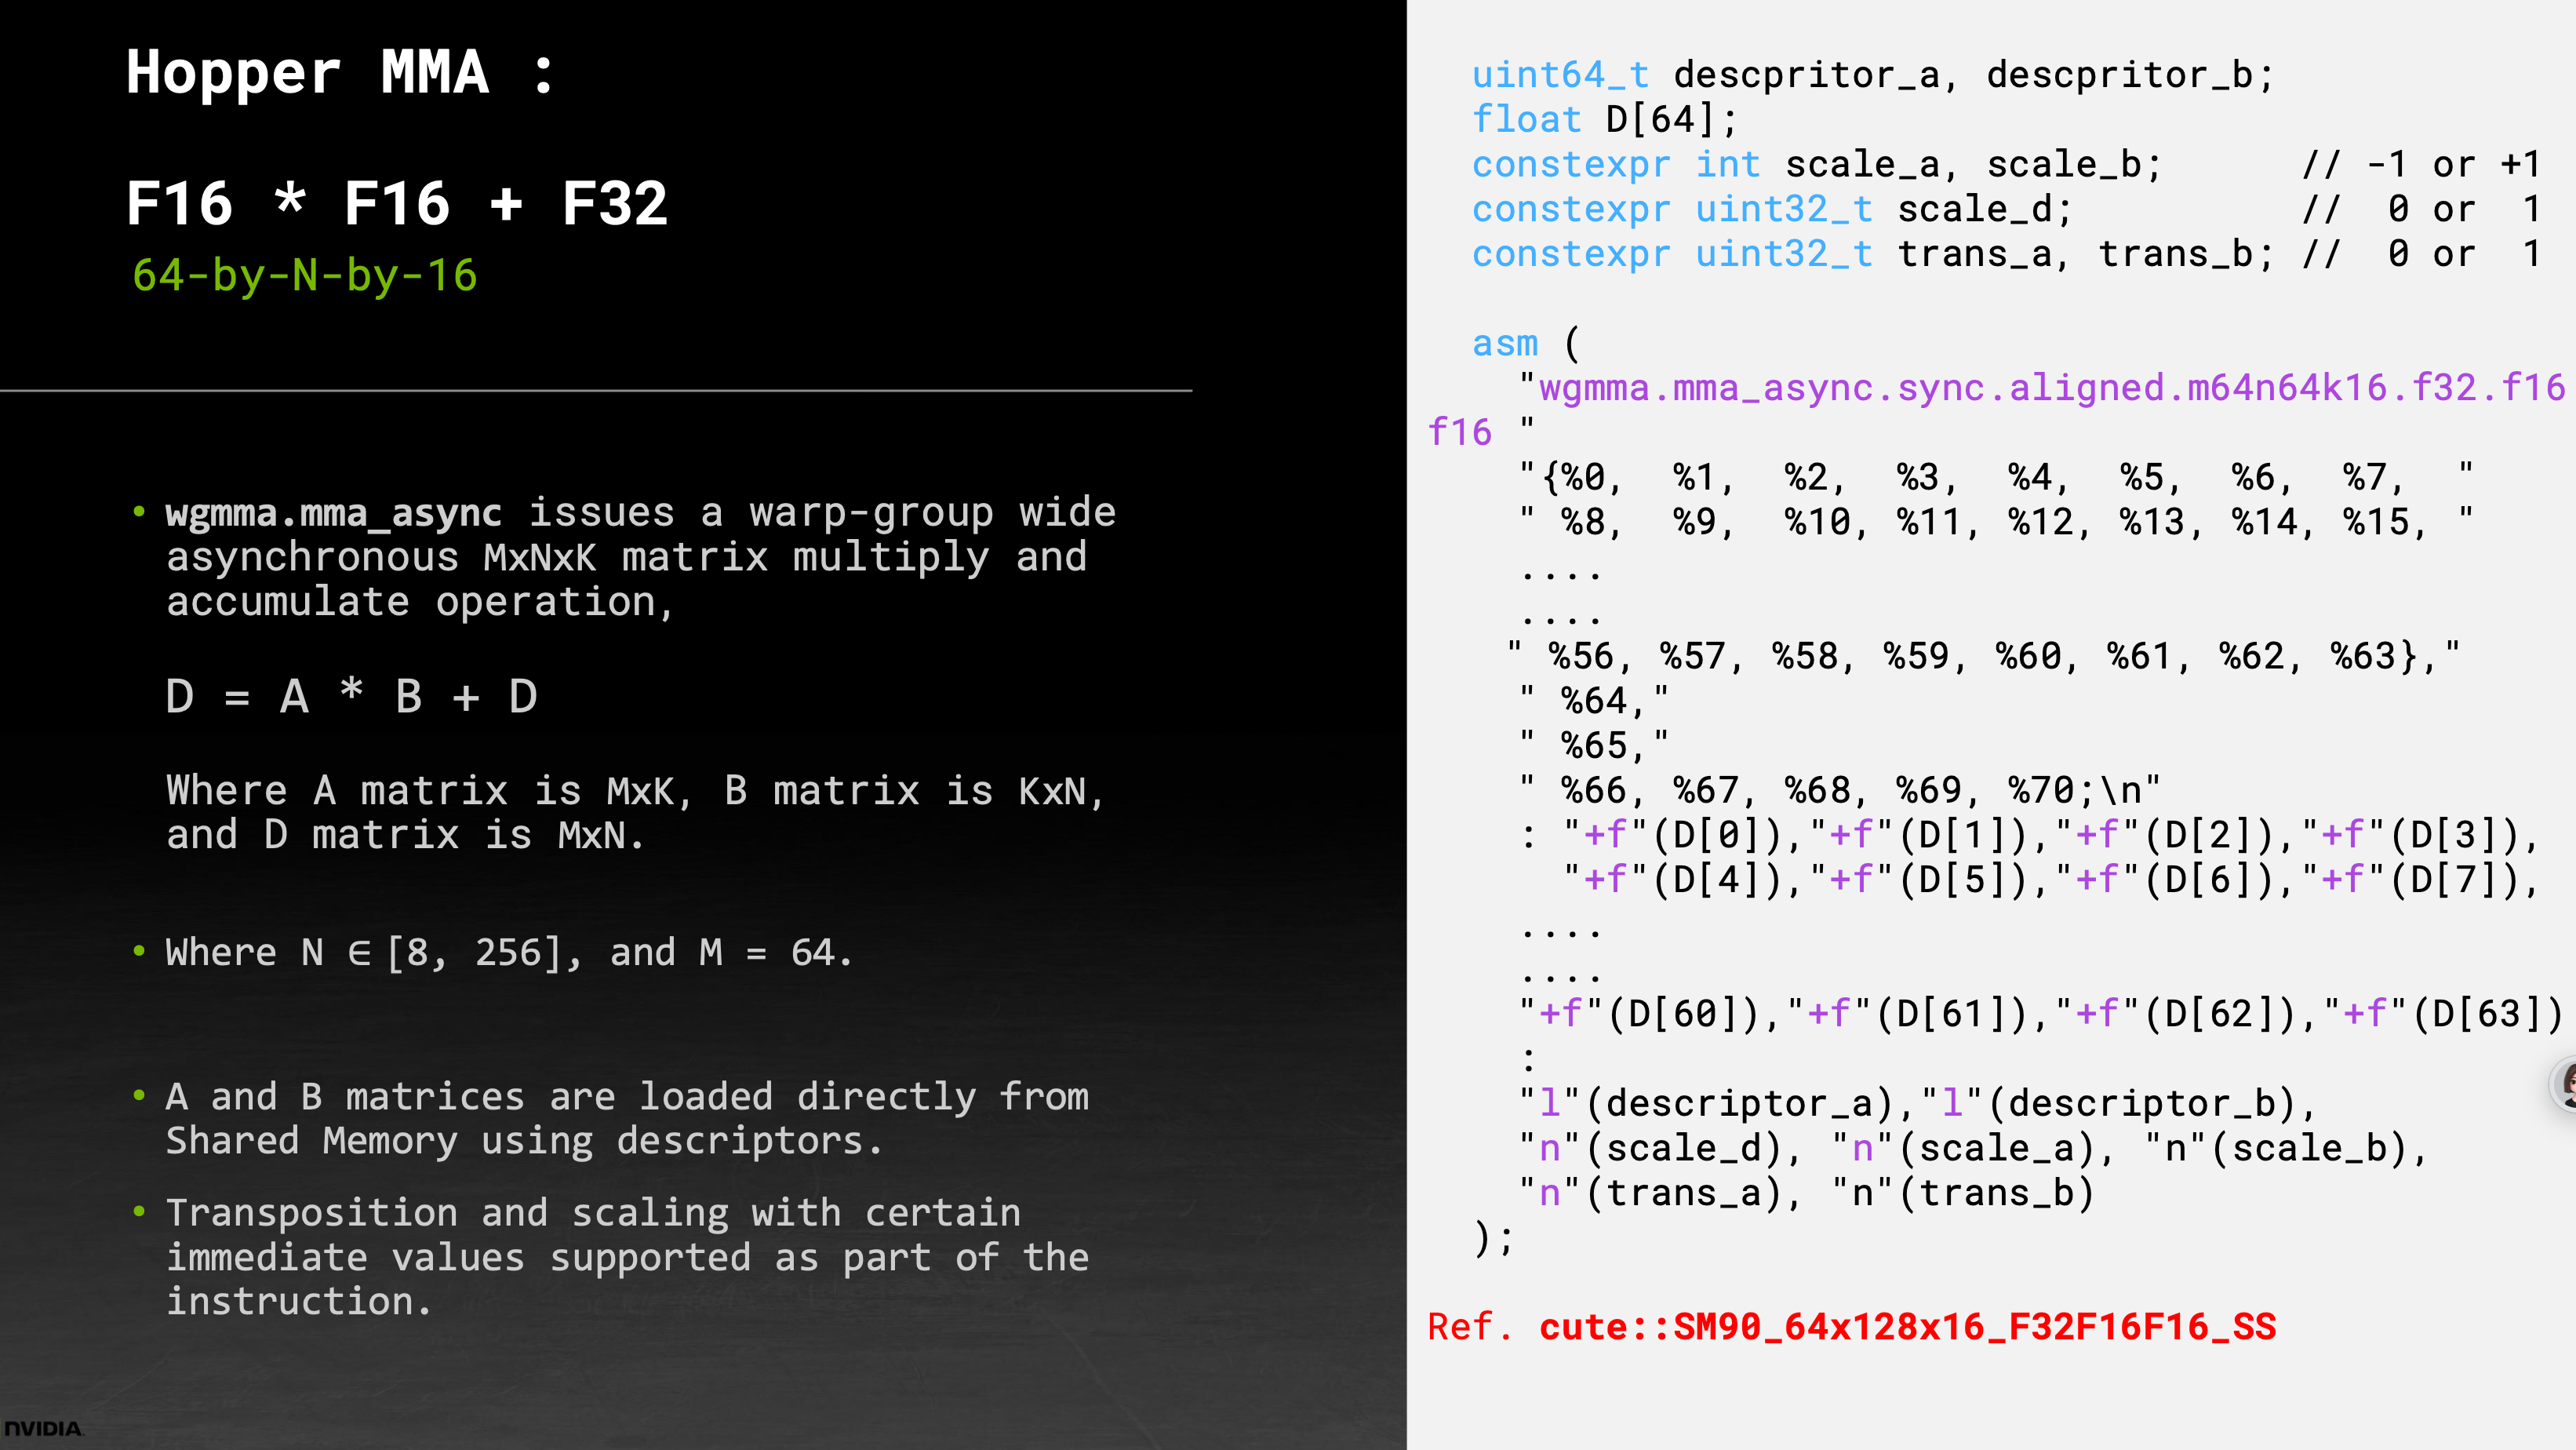 Hopper MMA :
F16 * F16 + F32
64-by-N-by-16
• wgmma.mma_async issues a warp-group wide
asynchronous MxNxK matrix multiply and
accumulate operation,
D = A * B + D
Where A matrix is MxK, B matrix is KxN,
and D matrix is MxN.
• Where N ∈ [8, 256], and M = 64.
• A and B matrices are loaded directly from
Shared Memory using descriptors.
• Transposition and scaling with certain
immediate values supported as part of the
instruction.
NVIDIA.
uint64_t descpritor_a, descpritor_b;
float D[64];
constexpr int scale_a, scale_b; // -1 or +1
constexpr uint32_t scale_d; // 0 or 1
constexpr uint32_t trans_a, trans_b; // 0 or 1
asm (
"wgmma.mma_async.sync.aligned.m64n64k16.f32.f16
f16 "
"{%0, %1, %2, %3, %4, %5, %6, %7, "
" %8, %9, %10, %11, %12, %13, %14, %15, "
....
....
" %56, %57, %58, %59, %60, %61, %62, %63},"
" %64,"
" %65,"
" %66, %67, %68, %69, %70;\n"
: "+f"(D[0]),"+f"(D[1]),"+f"(D[2]),"+f"(D[3]),
"+f"(D[4]),"+f"(D[5]),"+f"(D[6]),"+f"(D[7]),
....
....
"+f"(D[60]),"+f"(D[61]),"+f"(D[62]),"+f"(D[63])
:
"l"(descriptor_a),"l"(descriptor_b),
"n"(scale_d), "n"(scale_a), "n"(scale_b),
"n"(trans_a), "n"(trans_b)
);
Ref. cute::SM90_64x128x16_F32F16F16_SS